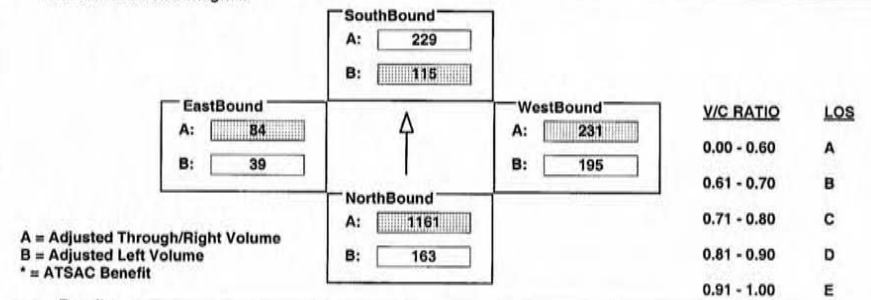 SouthBound
A: 229
B: 115
EastBound
A: 84
B: 39
WestBound
A: 231
B: 195
NorthBound
A: 1161
B: 163
A = Adjusted Through/Right Volume
B = Adjusted Left Volume
* = ATSAC Benefit
V/C RATIO LOS
0.00 - 0.60 A
0.61 - 0.70 B
0.71 - 0.80 C
0.81 - 0.90 D
0.91 - 1.00 E